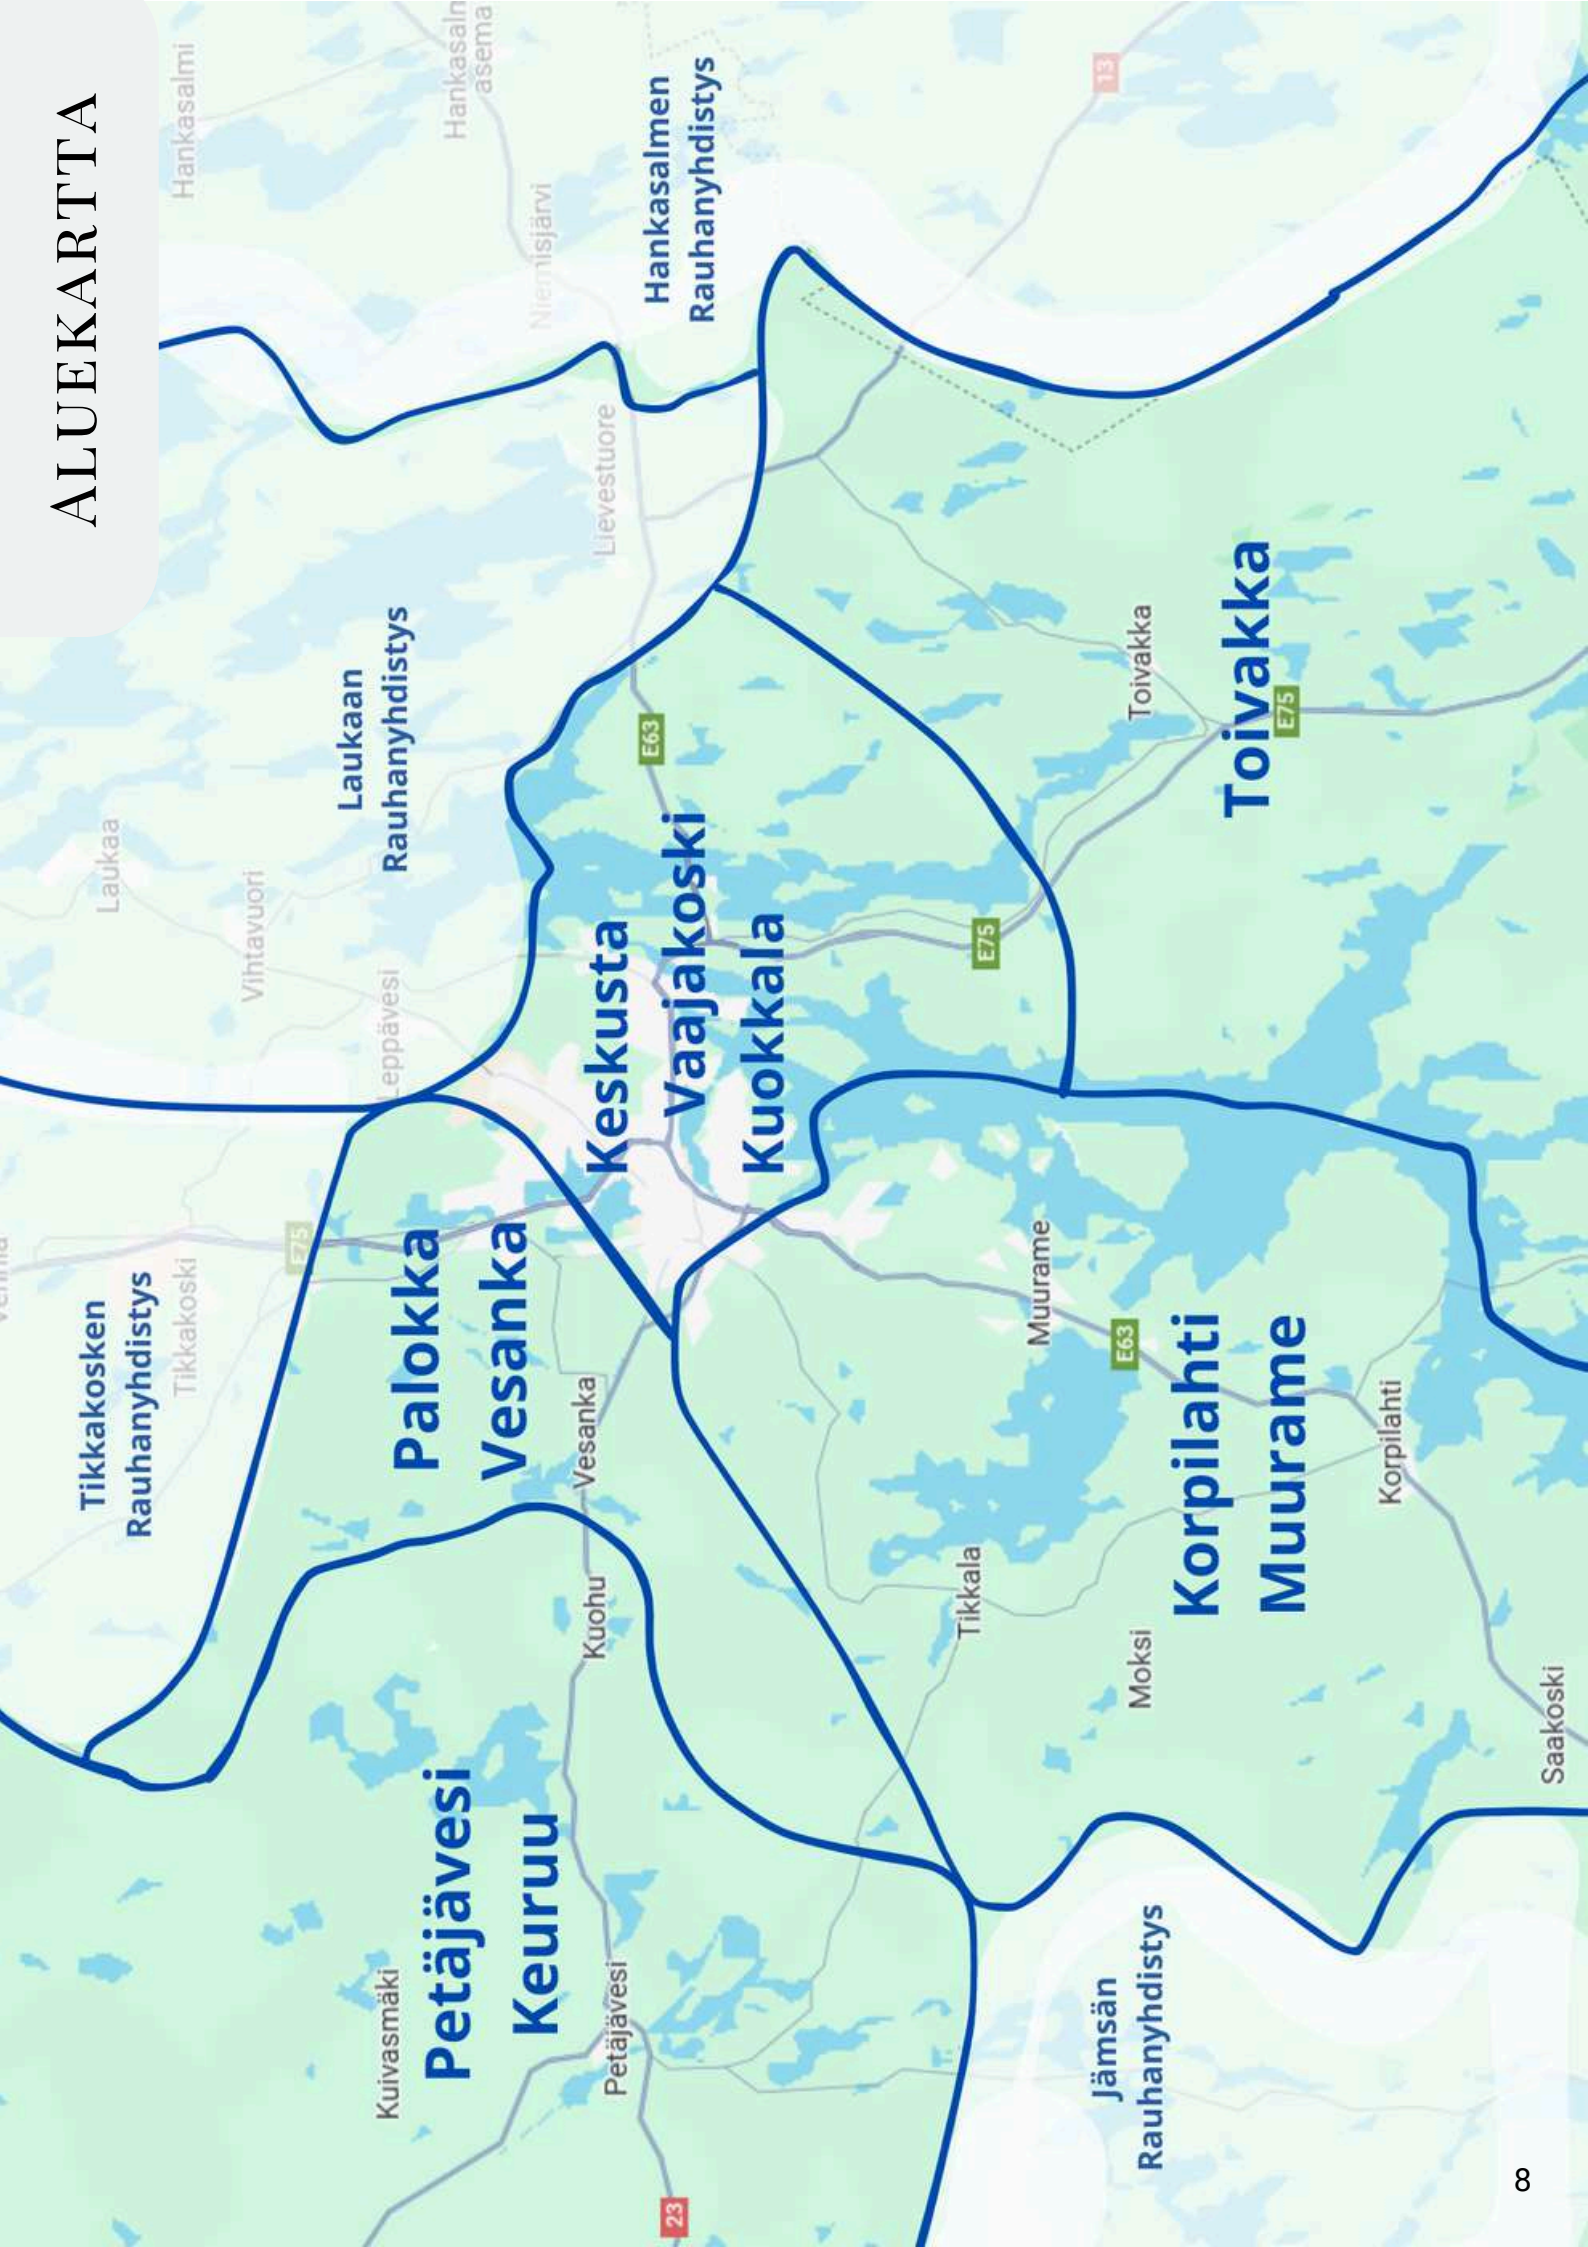 ALUEKARTTA
Hankasalmi
asema
Niemisjärvi
Hankasalmen
Rauhanyhdistys
13
Laukaa
Vihtavuori
Leppävesi
Laukaan
Rauhanyhdistys
Lievestuore
Tikkakosken
Rauhanyhdistys
Tikkakoski
E75
Palokka
Vesanka
Vesanka
Keskusta
Vaajakoski
Kuokkala
E63
E75
Toivakka
Toivakka
E75
Kuivasmäki
Petäjävesi
Keuruu
Kuohu
Petäjävesi
23
Tikkala
Muurame
E63
Moksi
Korpilahti
Muurame
Korpilahti
Saakoski
Jämsän
Rauhanyhdistys
8